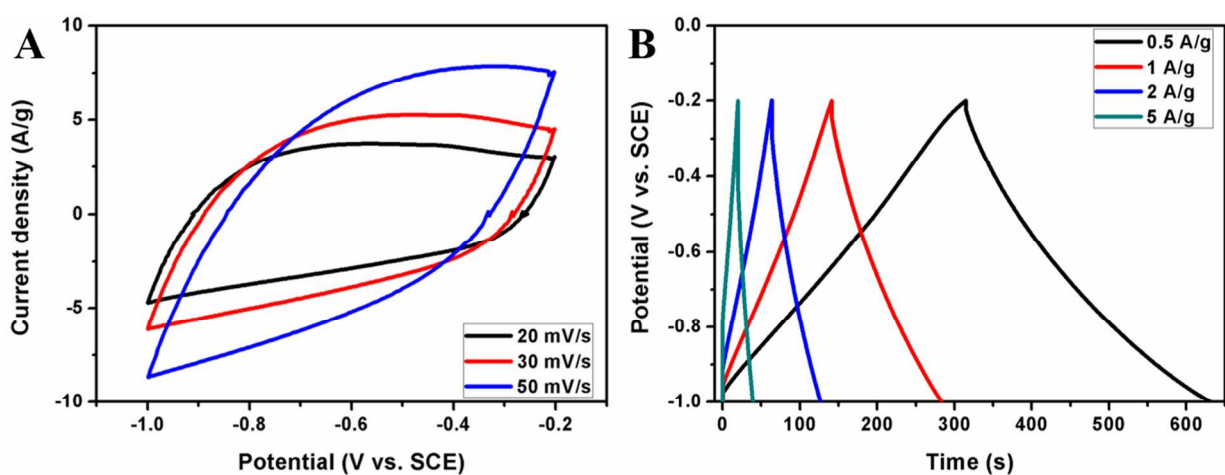 A
Current density (A/g)
10
5
0
-5
-10
-1.0
-0.8
-0.6
-0.4
-0.2
Potential (V vs. SCE)
20 mV/s
30 mV/s
50 mV/s
B
Potential (V vs. SCE)
0.0
-0.2
-0.4
-0.6
-0.8
-1.0
0
100
200
300
400
500
600
Time (s)
0.5 A/g
1 A/g
2 A/g
5 A/g